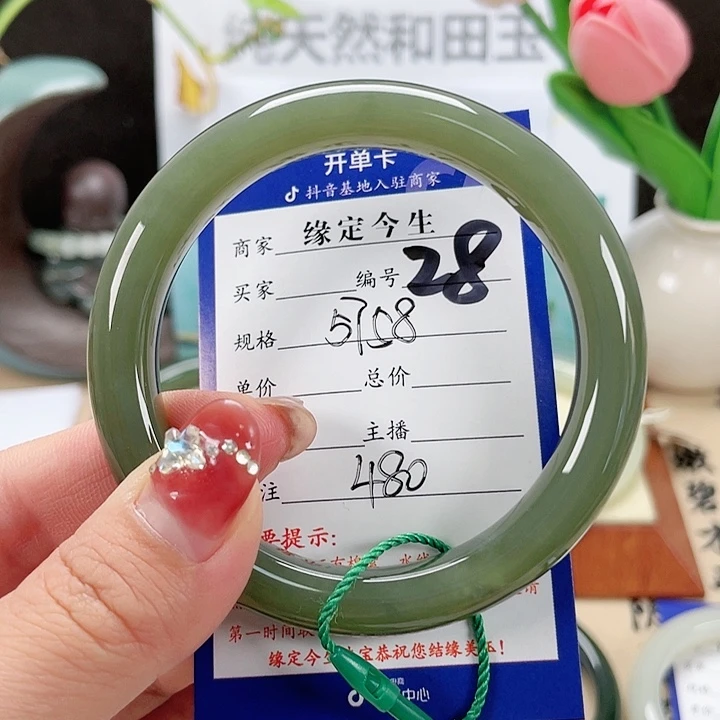 纯天然和田玉
开单卡
抖音基地入驻商家
商家 缘定今生
买家 编号 28
规格 5708
单价 总价
主播
注 480
票提示:
第一时间联
缘定今生 宝恭祝您结缘美玉!
中心